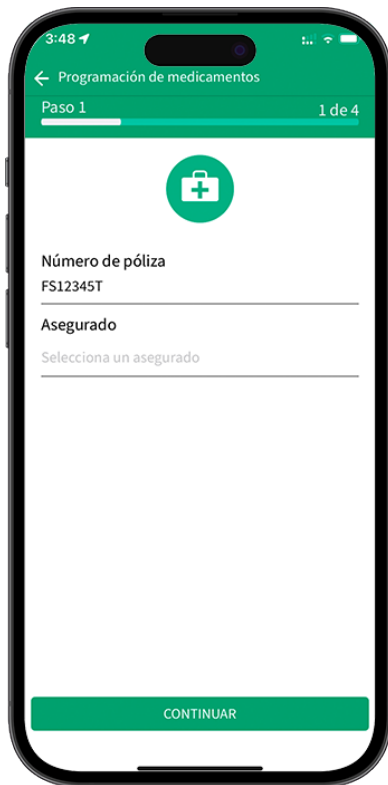 3:48
Programación de medicamentos
Paso 1
1 de 4
Número de póliza
FS12345T
Asegurado
Selecciona un asegurado
CONTINUAR